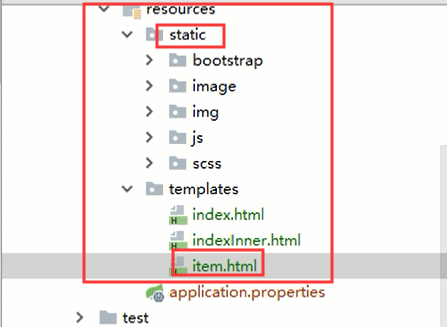 resources
static
bootstrap
image
img
js
scss
templates
index.html
indexInner.html
item.html
application.properties
test